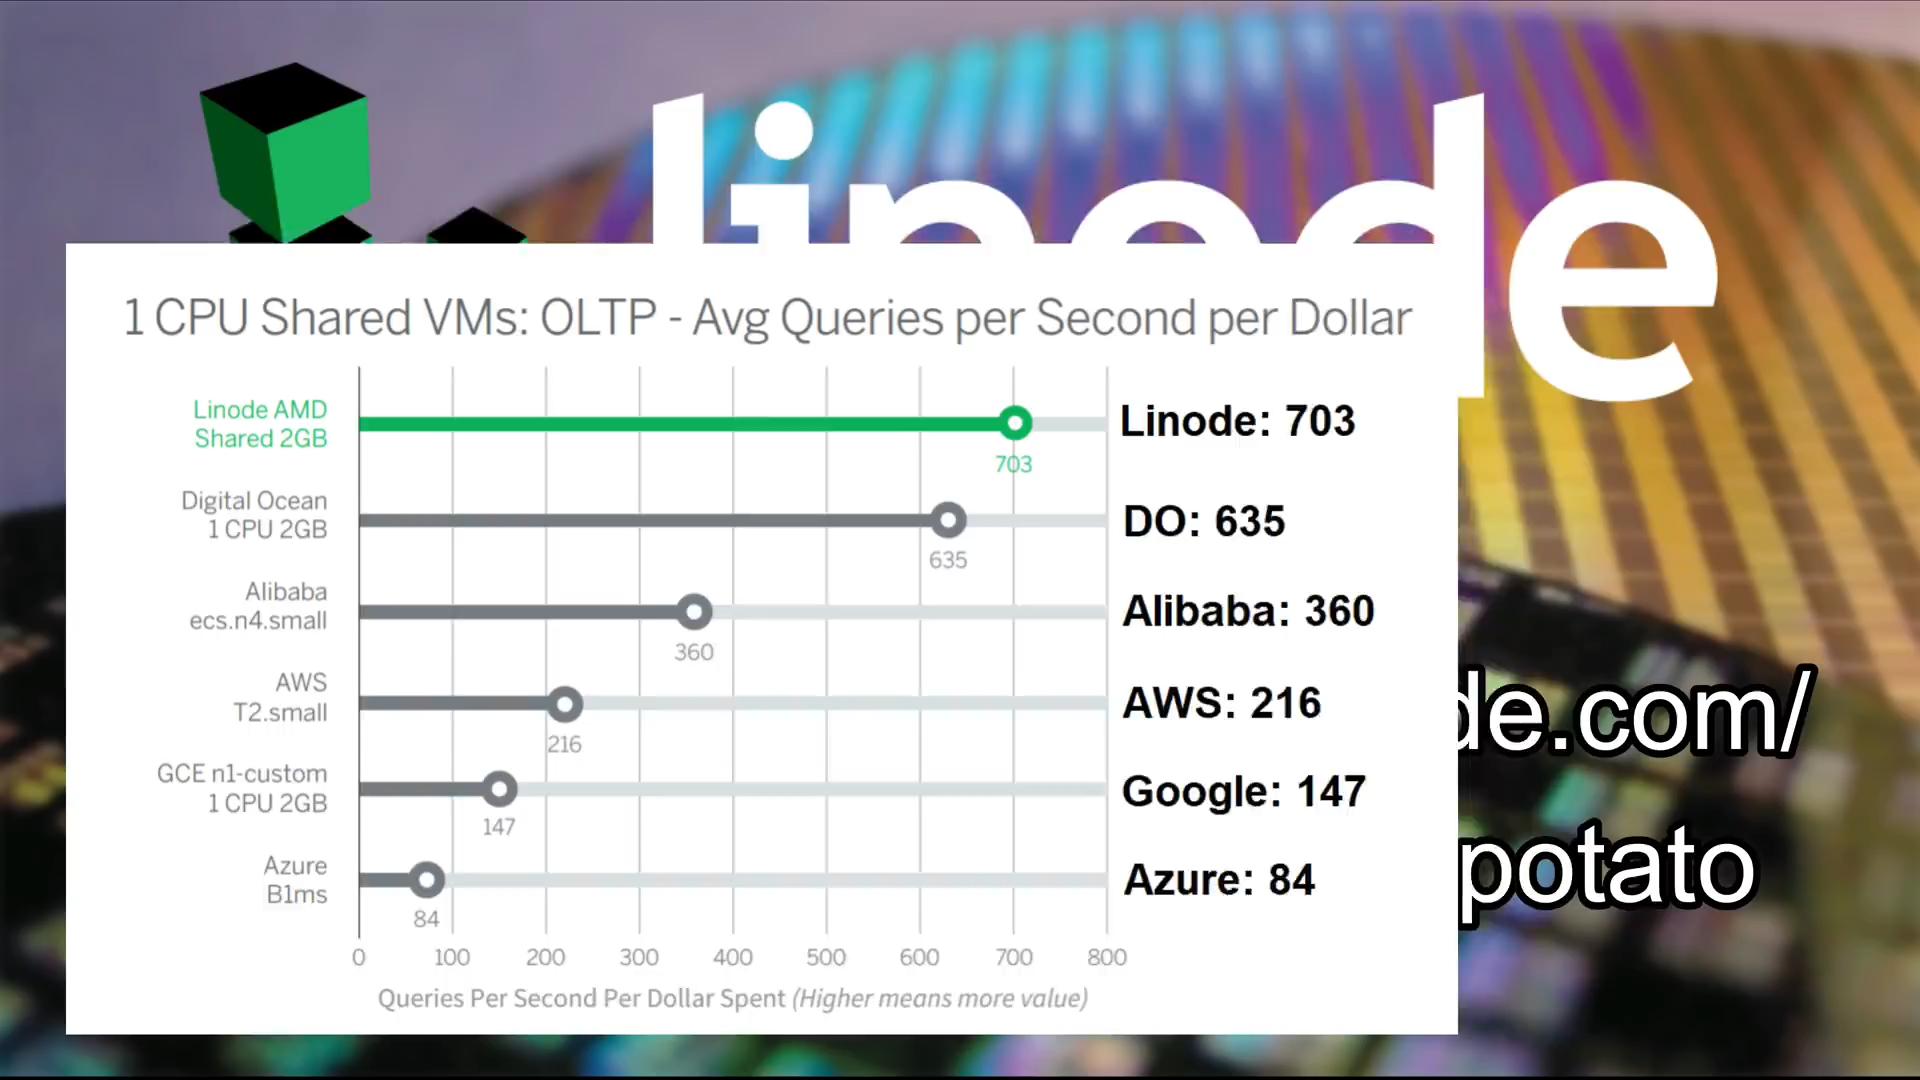 linode
1 CPU Shared VMs: OLTP - Avg Queries per Second per Dollar
Linode AMD
Shared 2GB
703
Linode: 703
Digital Ocean
1 CPU 2GB
635
DO: 635
Alibaba
ecs.n4.small
360
Alibaba: 360
AWS
T2.small
216
AWS: 216
GCE n1-custom
1 CPU 2GB
147
Google: 147
Azure
B1ms
84
Azure: 84
0 100 200 300 400 500 600 700 800
Queries Per Second Per Dollar Spent (Higher means more value)
de.com/
potato